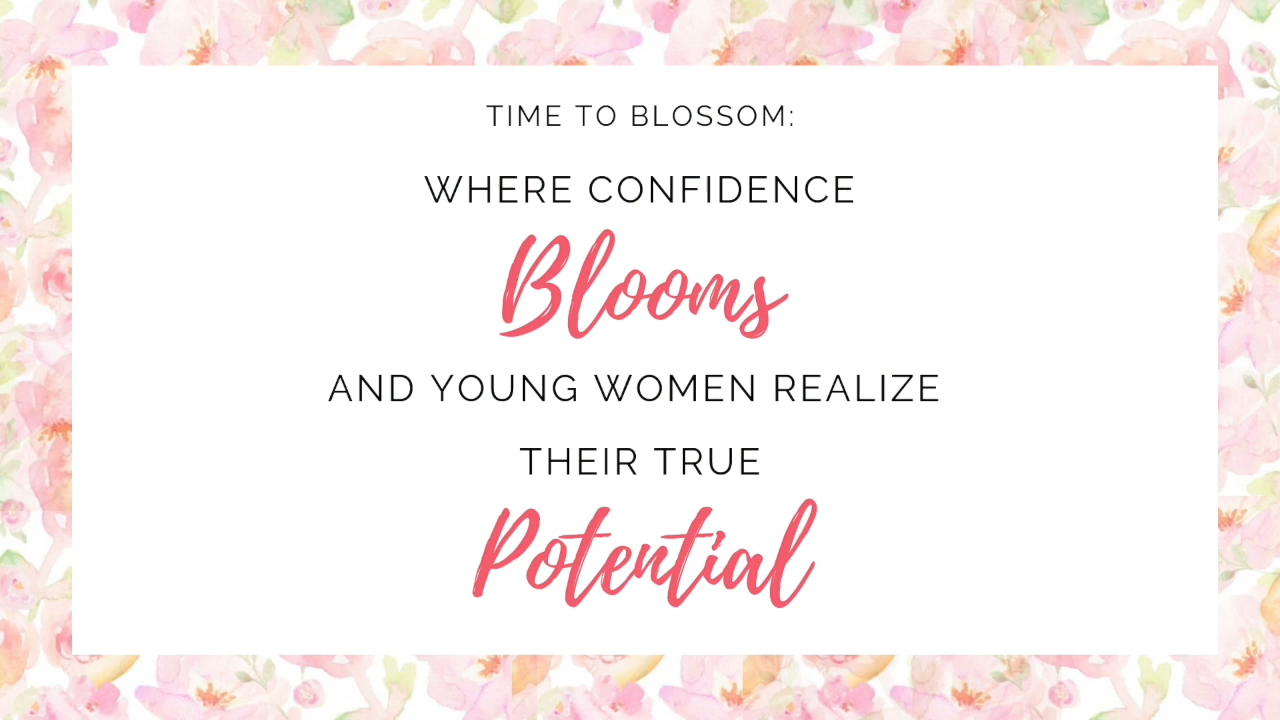 TIME TO BLOSSOM:
WHERE CONFIDENCE
Blooms
AND YOUNG WOMEN REALIZE
THEIR TRUE
Potential